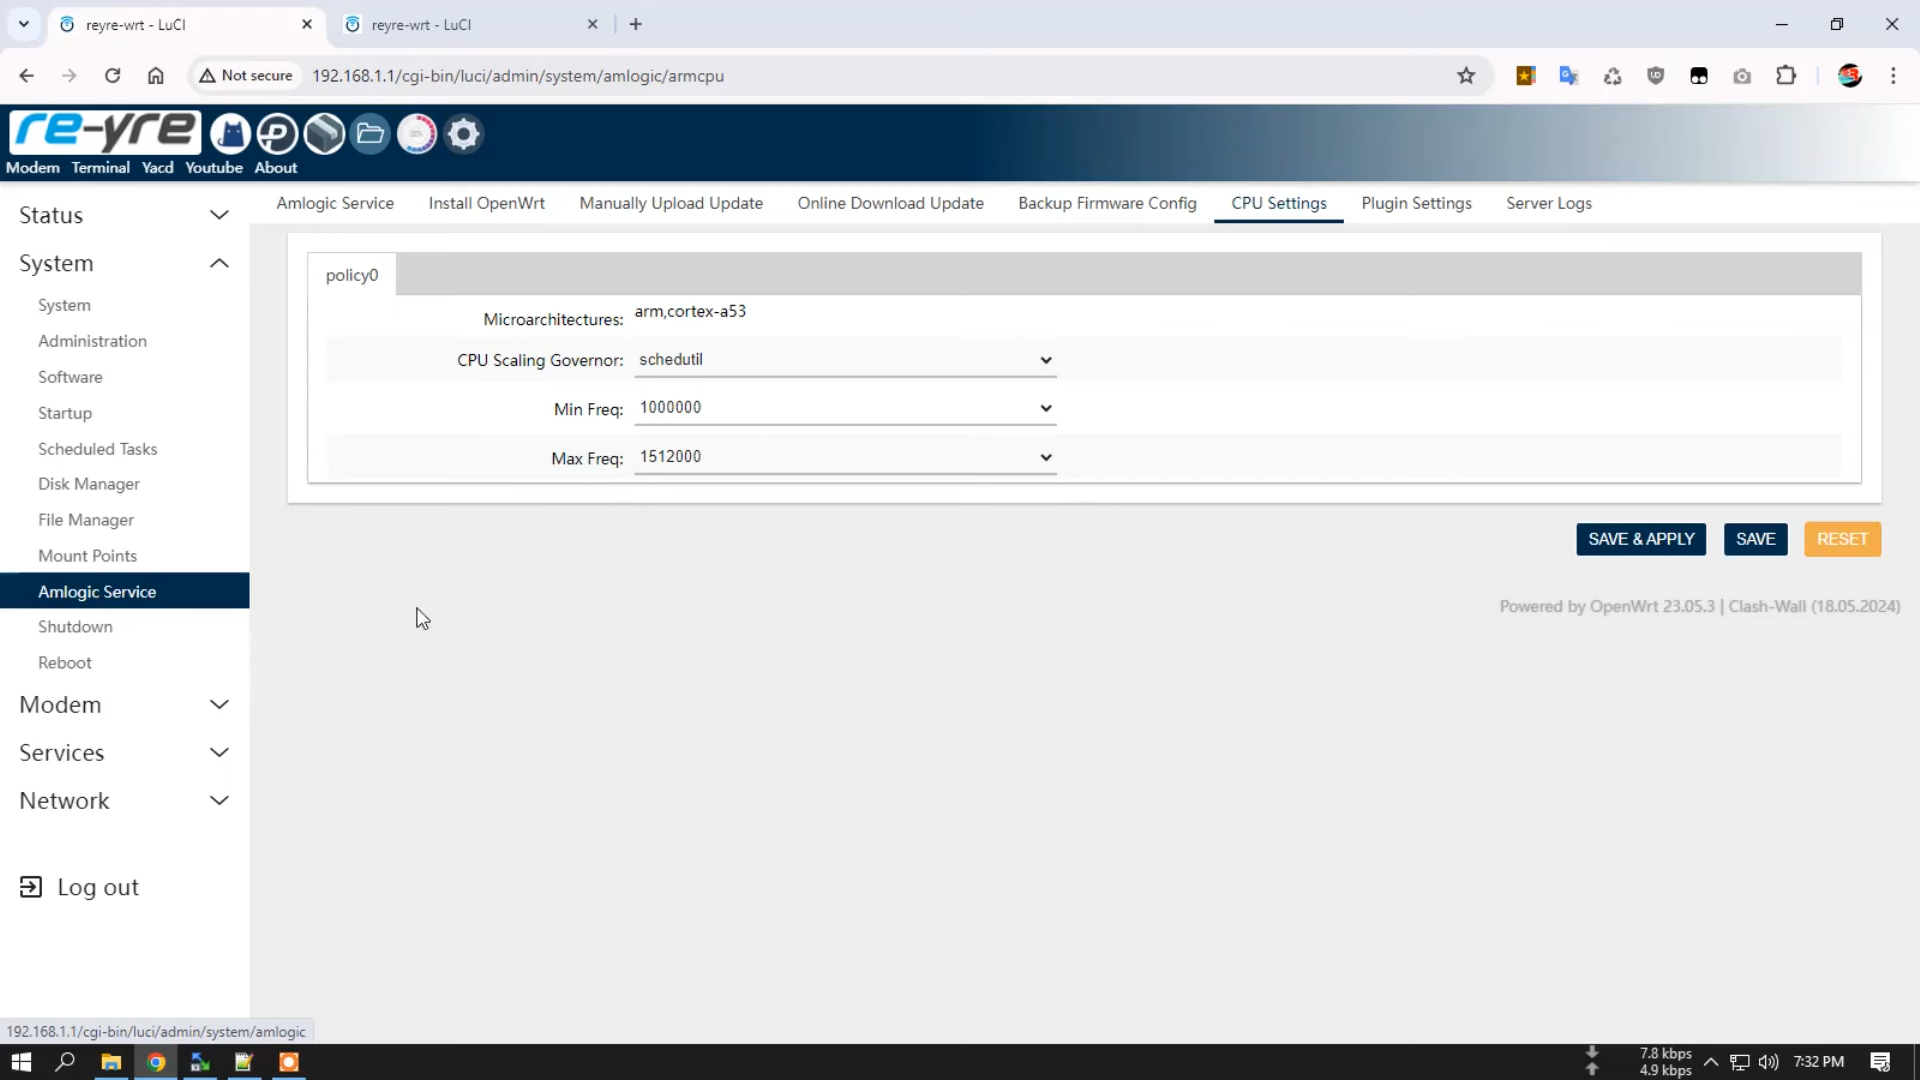 reyre-wrt - LuCI
reyre-wrt - LuCI
Not secure
192.168.1.1/cgi-bin/luci/admin/system/amlogic/armcpu
re-yre
Modem Terminal Yacd Youtube About
Status
System
System
Administration
Software
Startup
Scheduled Tasks
Disk Manager
File Manager
Mount Points
Amlogic Service
Shutdown
Reboot
Modem
Services
Network
Log out
Amlogic Service Install OpenWrt Manually Upload Update Online Download Update Backup Firmware Config CPU Settings Plugin Settings Server Logs
policy0
Microarchitectures: arm,cortex-a53
CPU Scaling Governor: schedutil
Min Freq: 1000000
Max Freq: 1512000
SAVE & APPLY SAVE RESET
Powered by OpenWrt 23.05.3 | Clash-Wall (18.05.2024)
192.168.1.1/cgi-bin/luci/admin/system/amlogic
7.8 kbps
4.9 kbps
7:32 PM